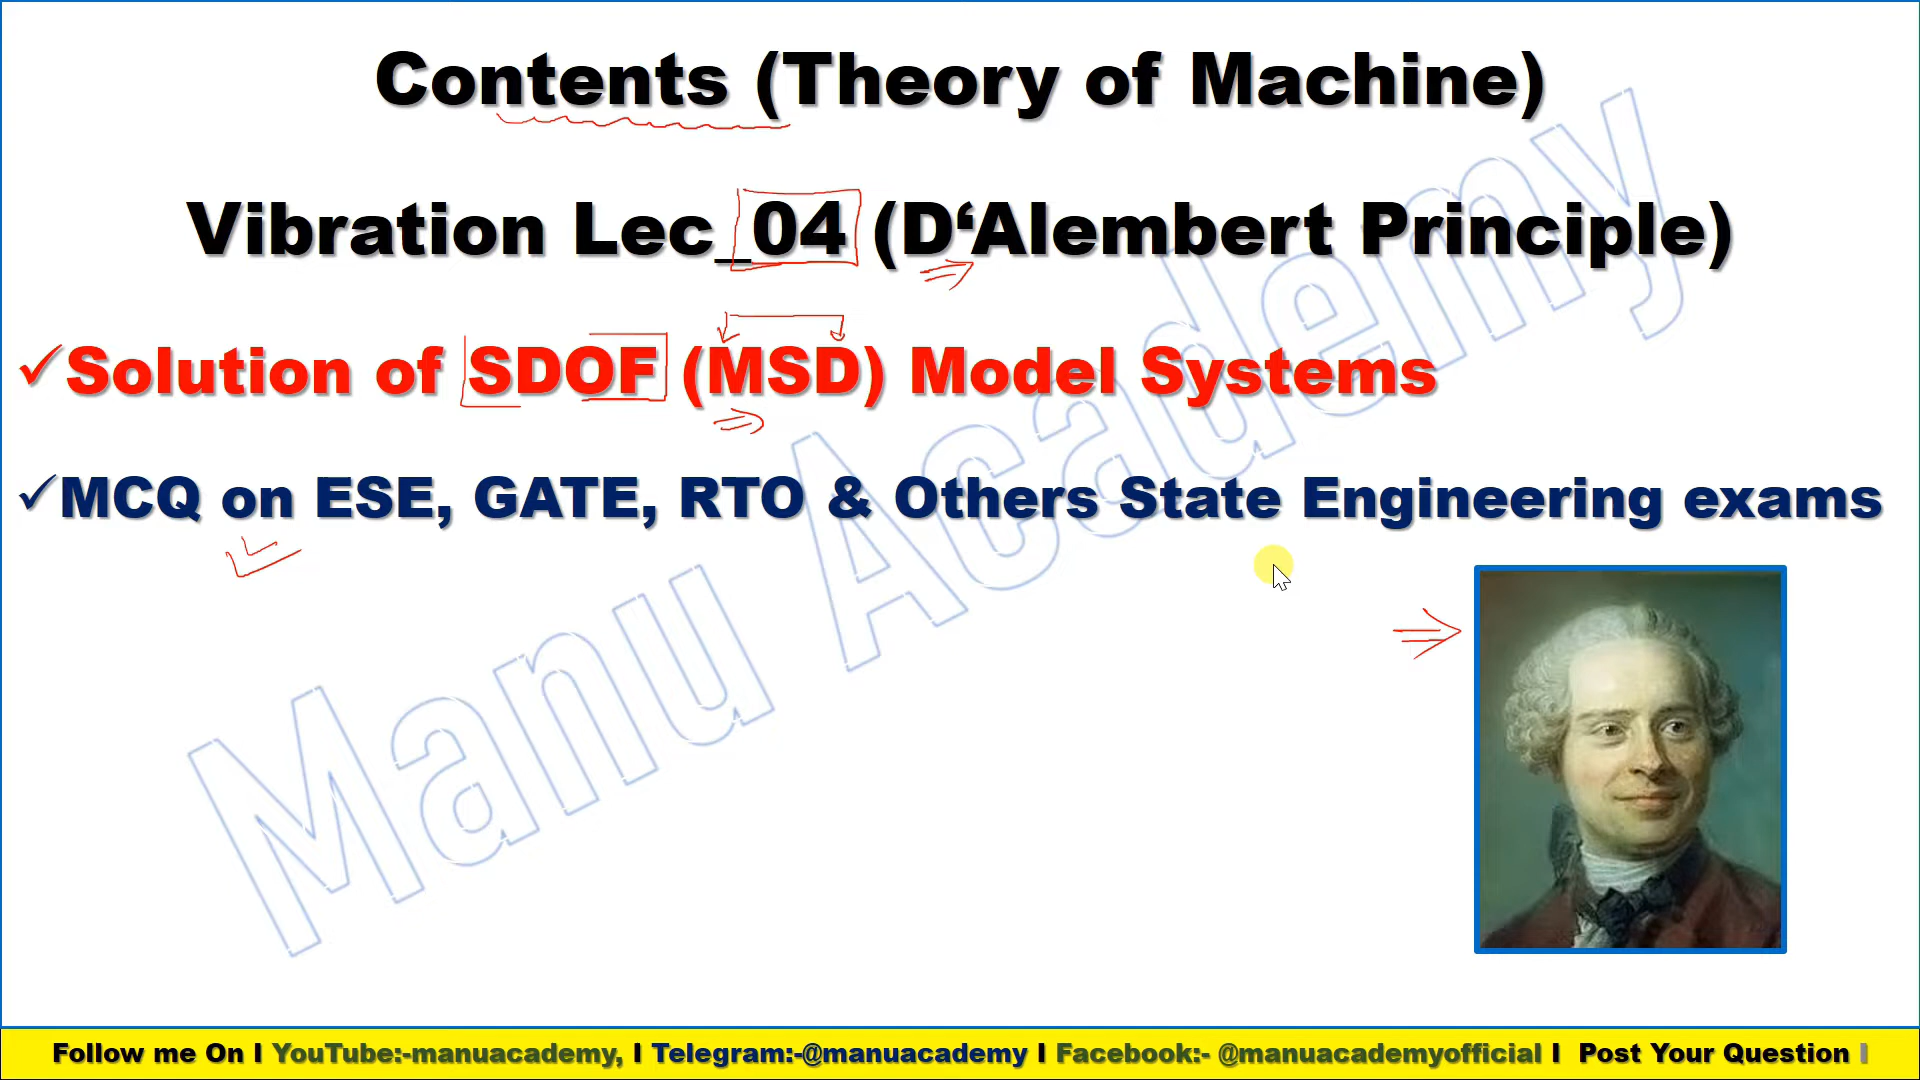 Contents (Theory of Machine)
Vibration Lec_04 (D‘Alembert Principle)
✓Solution of SDOF (MSD) Model Systems
✓MCQ on ESE, GATE, RTO & Others State Engineering exams
Manu Academy
Follow me On I YouTube:-manuacademy, I Telegram:-@manuacademy I Facebook:- @manuacademyofficial I Post Your Question I